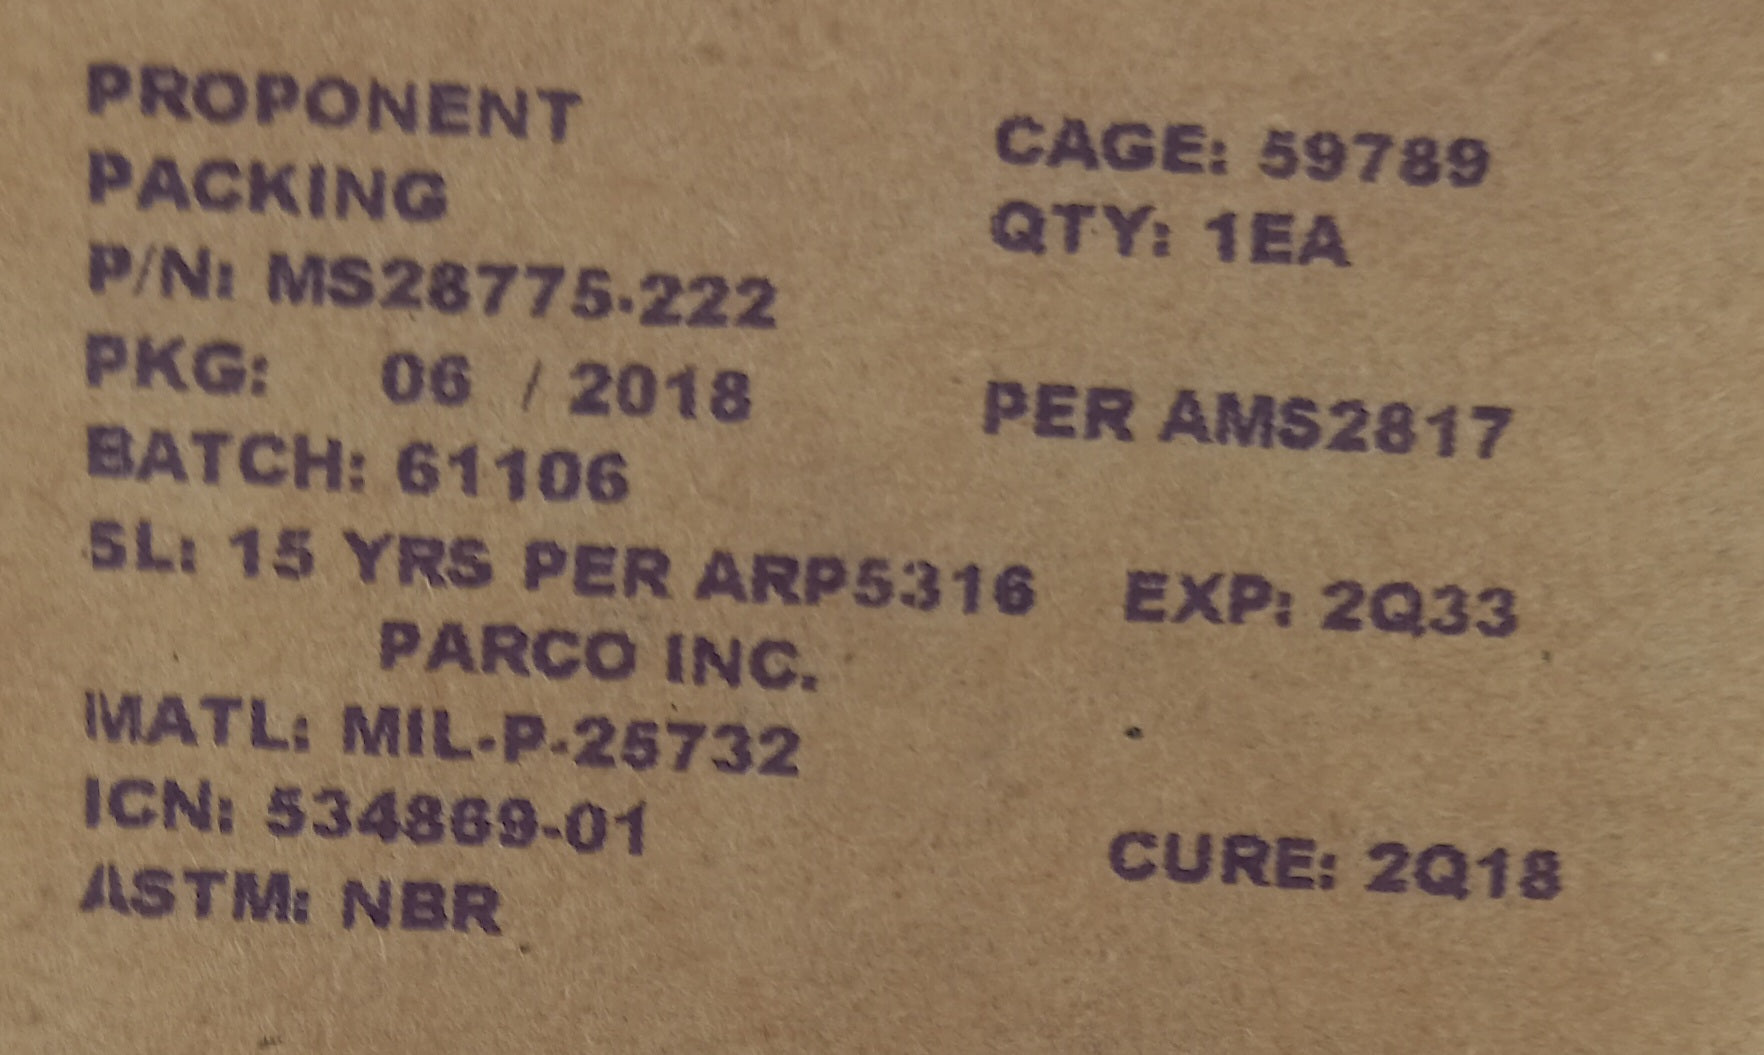 PROPONENT
PACKING CAGE: 59789
P/N: MS28775-222 QTY: 1EA
PKG: 06 / 2018 PER AMS2817
BATCH: 61106
SL: 15 YRS PER ARP5316 EXP: 2Q33
PARCO INC.
MATL: MIL-P-25732
ICN: 534869-01 CURE: 2Q18
ASTM: NBR